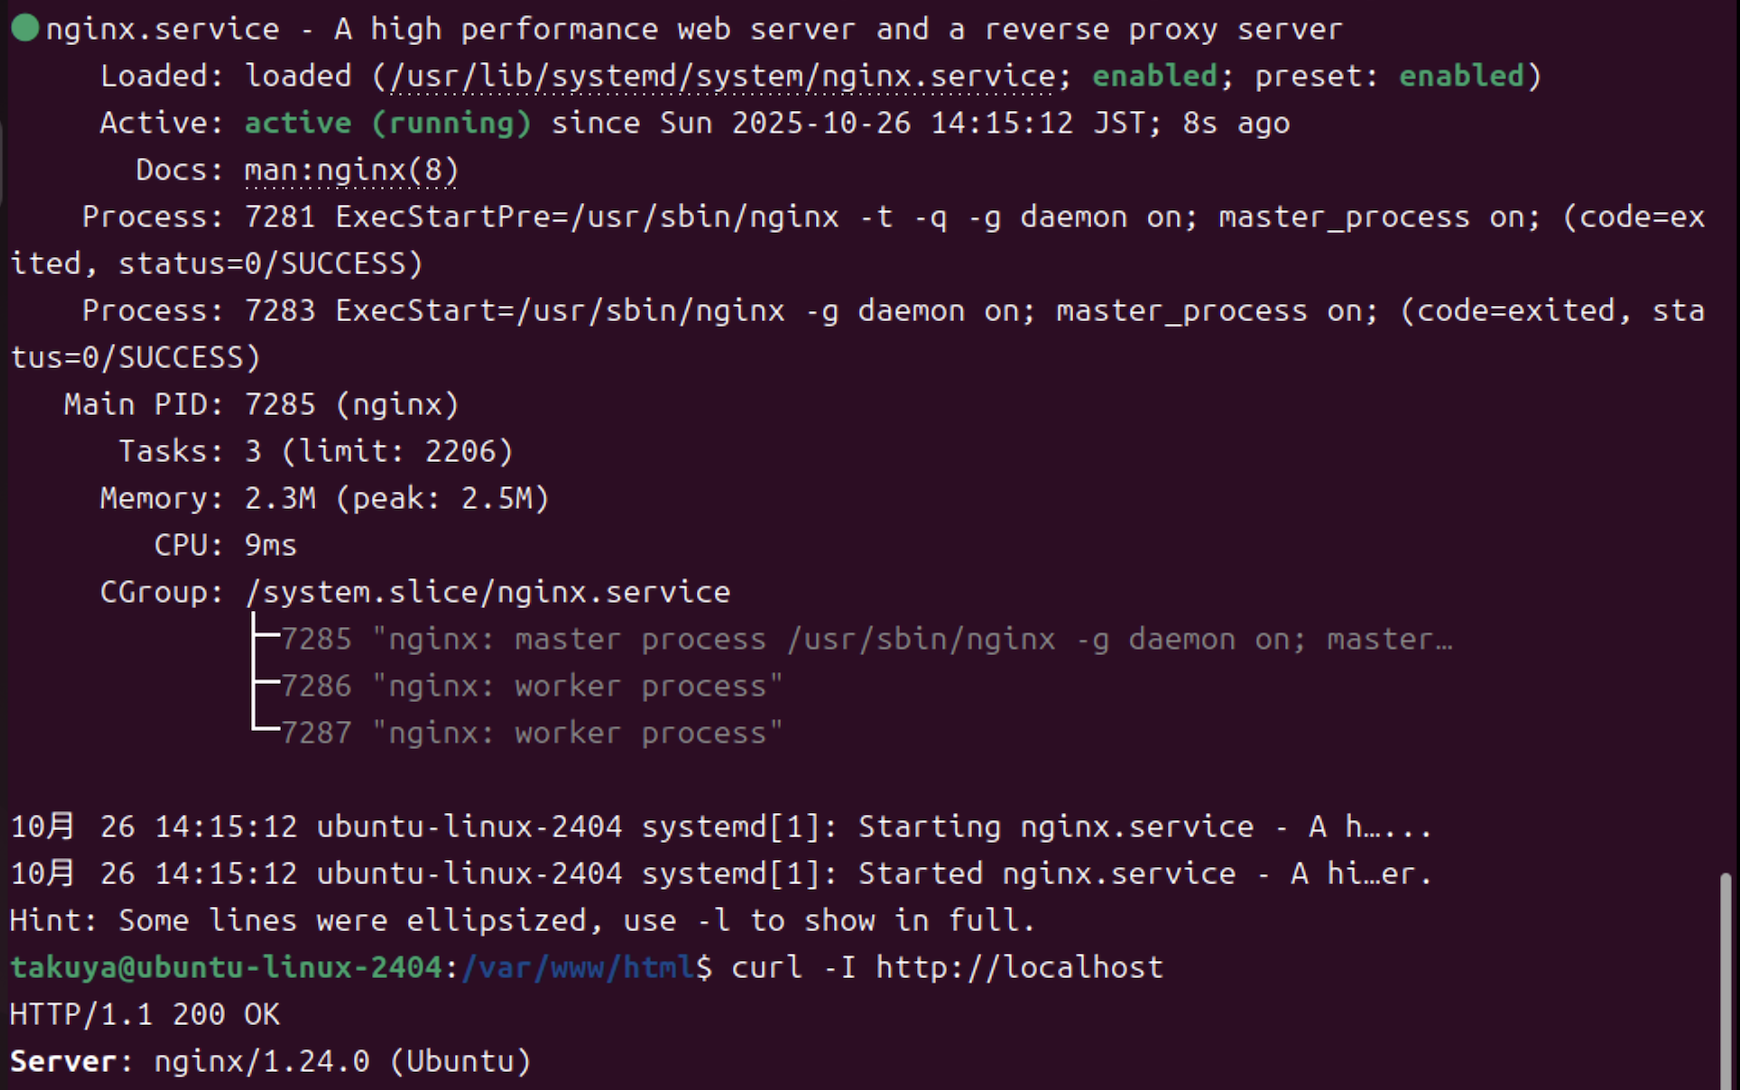 ●nginx.service - A high performance web server and a reverse proxy server
     Loaded: loaded (/usr/lib/systemd/system/nginx.service; enabled; preset: enabled)
     Active: active (running) since Sun 2025-10-26 14:15:12 JST; 8s ago
       Docs: man:nginx(8)
    Process: 7281 ExecStartPre=/usr/sbin/nginx -t -q -g daemon on; master_process on; (code=ex
ited, status=0/SUCCESS)
    Process: 7283 ExecStart=/usr/sbin/nginx -g daemon on; master_process on; (code=exited, sta
tus=0/SUCCESS)
   Main PID: 7285 (nginx)
      Tasks: 3 (limit: 2206)
     Memory: 2.3M (peak: 2.5M)
        CPU: 9ms
     CGroup: /system.slice/nginx.service
             ├─7285 "nginx: master process /usr/sbin/nginx -g daemon on; master…
             ├─7286 "nginx: worker process"
             └─7287 "nginx: worker process"

10月 26 14:15:12 ubuntu-linux-2404 systemd[1]: Starting nginx.service - A h…...
10月 26 14:15:12 ubuntu-linux-2404 systemd[1]: Started nginx.service - A hi…er.
Hint: Some lines were ellipsized, use -l to show in full.
takuya@ubuntu-linux-2404:/var/www/html$ curl -I http://localhost
HTTP/1.1 200 OK
Server: nginx/1.24.0 (Ubuntu)